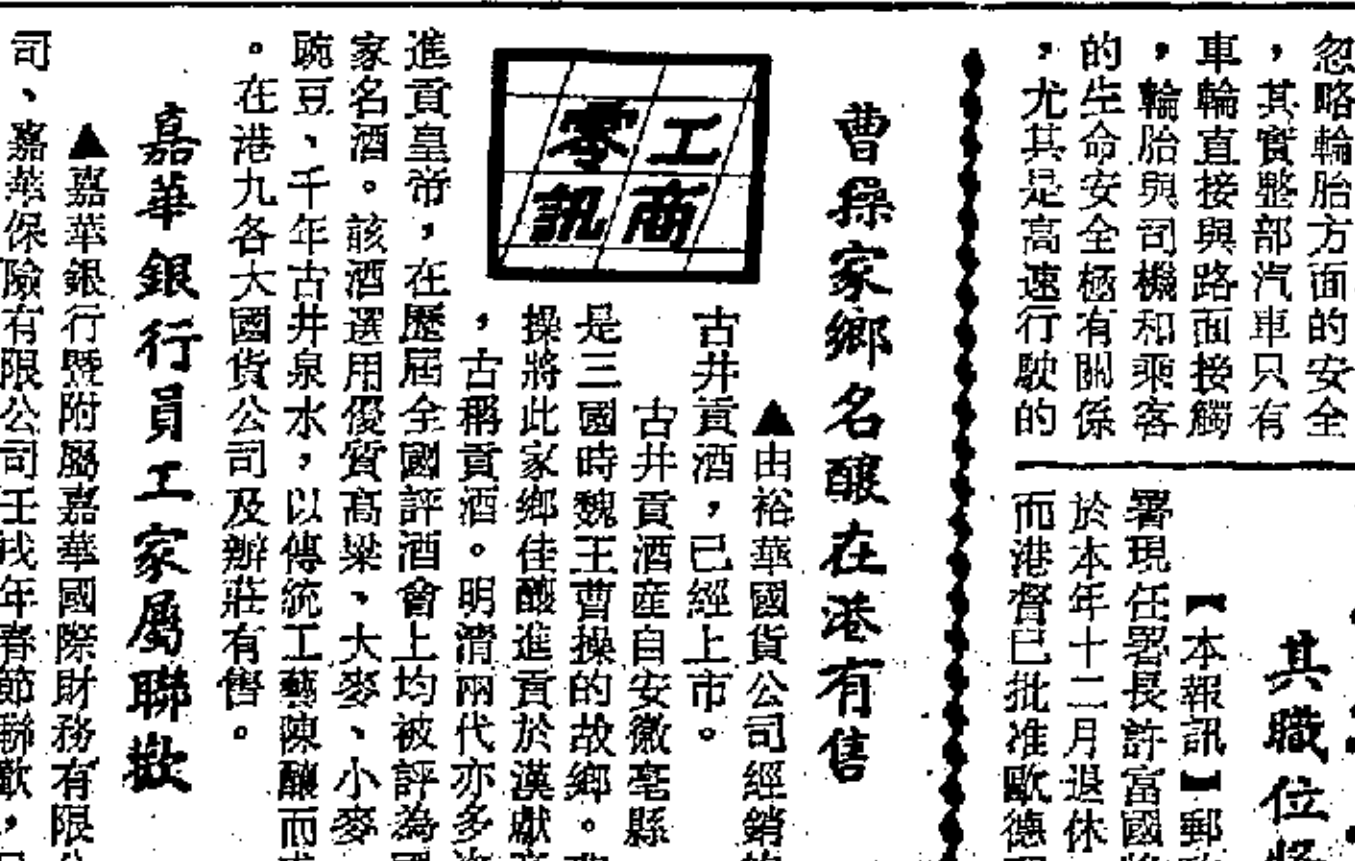 忽略輪胎方面的安全
，其實整部汽車只有
車輪直接與路面接觸
，輪胎與司機和乘客
的生命安全極有關係
，尤其是高速行駛的
其職位將
【本報訊】郵政
署現任署長許富國將
於本年十二月退休
而港督已批准歐德
曹操家鄉名釀在港有售
工商
零訊
▲由裕華國貨公司經銷的
古井貢酒，已經上市。
古井貢酒産自安徽亳縣
是三國時魏王曹操的故鄉。
操將此家鄉佳釀進貢於漢獻
，古稱貢酒。明清兩代亦多
進貢皇帝，在歷屆全國評酒會上均被評為國
家名酒。該酒選用優質高粱、大麥、小麥
豌豆、千年古井泉水，以傳統工藝陳釀而
。在港九各大國貨公司及辦莊有售。
嘉華銀行員工家屬聯歡
▲嘉華銀行暨附屬嘉華國際財務有限
司、嘉華保險有限公司壬戌年春節聯歡，